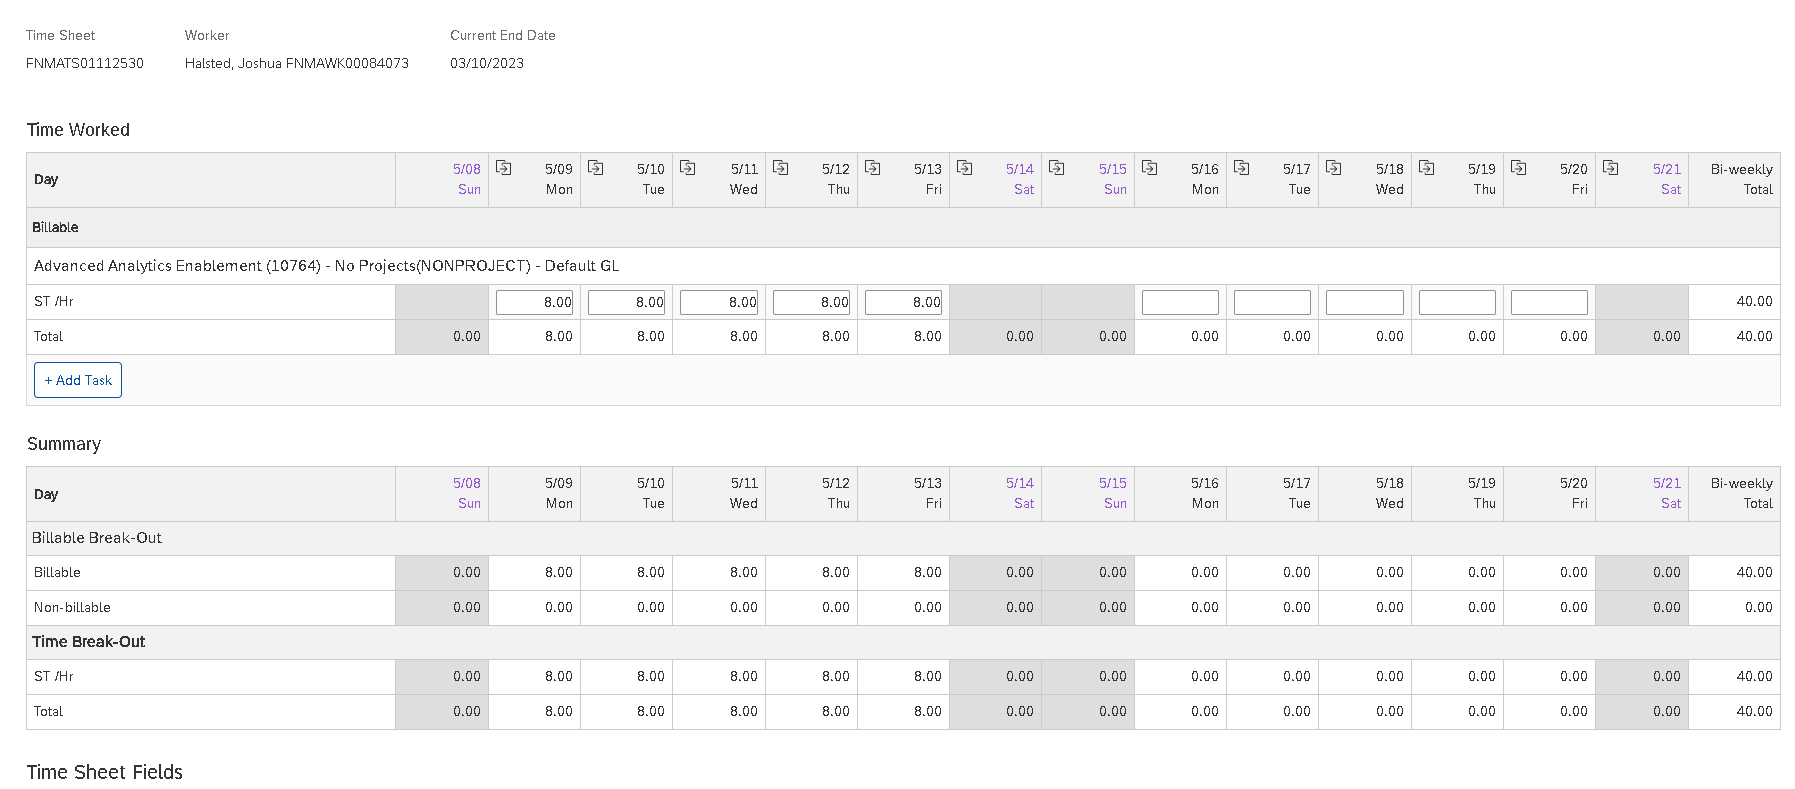 Time Sheet Worker Current End Date
FNMATS01112530 Halsted, Joshua FNMAWK00084073 03/10/2023
Time Worked
Day 5/08 Sun 5/09 Mon 5/10 Tue 5/11 Wed 5/12 Thu 5/13 Fri 5/14 Sat 5/15 Sun 5/16 Mon 5/17 Tue 5/18 Wed 5/19 Thu 5/20 Fri 5/21 Sat Bi-weekly Total
Billable
Advanced Analytics Enablement (10764) - No Projects(NONPROJECT) - Default GL
ST /Hr 8.00 8.00 8.00 8.00 8.00 40.00
Total 0.00 8.00 8.00 8.00 8.00 8.00 0.00 0.00 0.00 0.00 0.00 0.00 0.00 0.00 40.00
+ Add Task
Summary
Day 5/08 Sun 5/09 Mon 5/10 Tue 5/11 Wed 5/12 Thu 5/13 Fri 5/14 Sat 5/15 Sun 5/16 Mon 5/17 Tue 5/18 Wed 5/19 Thu 5/20 Fri 5/21 Sat Bi-weekly Total
Billable Break-Out
Billable 0.00 8.00 8.00 8.00 8.00 8.00 0.00 0.00 0.00 0.00 0.00 0.00 0.00 0.00 40.00
Non-billable 0.00 0.00 0.00 0.00 0.00 0.00 0.00 0.00 0.00 0.00 0.00 0.00 0.00 0.00 0.00
Time Break-Out
ST /Hr 0.00 8.00 8.00 8.00 8.00 8.00 0.00 0.00 0.00 0.00 0.00 0.00 0.00 0.00 40.00
Total 0.00 8.00 8.00 8.00 8.00 8.00 0.00 0.00 0.00 0.00 0.00 0.00 0.00 0.00 40.00
Time Sheet Fields